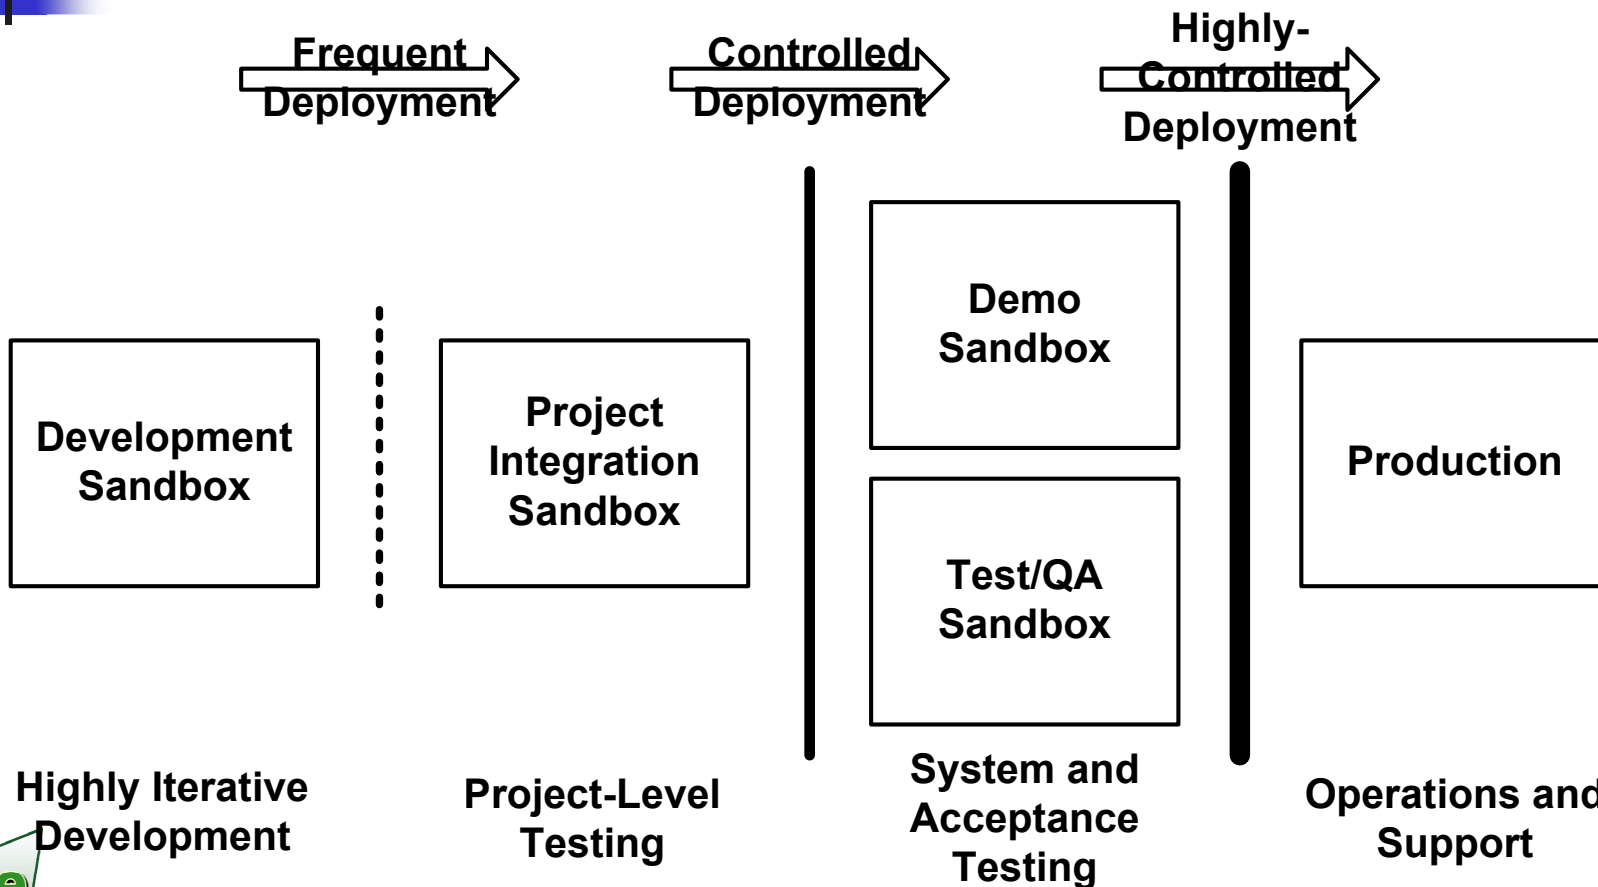 Frequent
Deployment
Controlled
Deployment
Highly-
Controlled
Deployment
Development
Sandbox
Project
Integration
Sandbox
Demo
Sandbox
Test/QA
Sandbox
Production
Highly Iterative
Development
Project-Level
Testing
System and
Acceptance
Testing
Operations and
Support